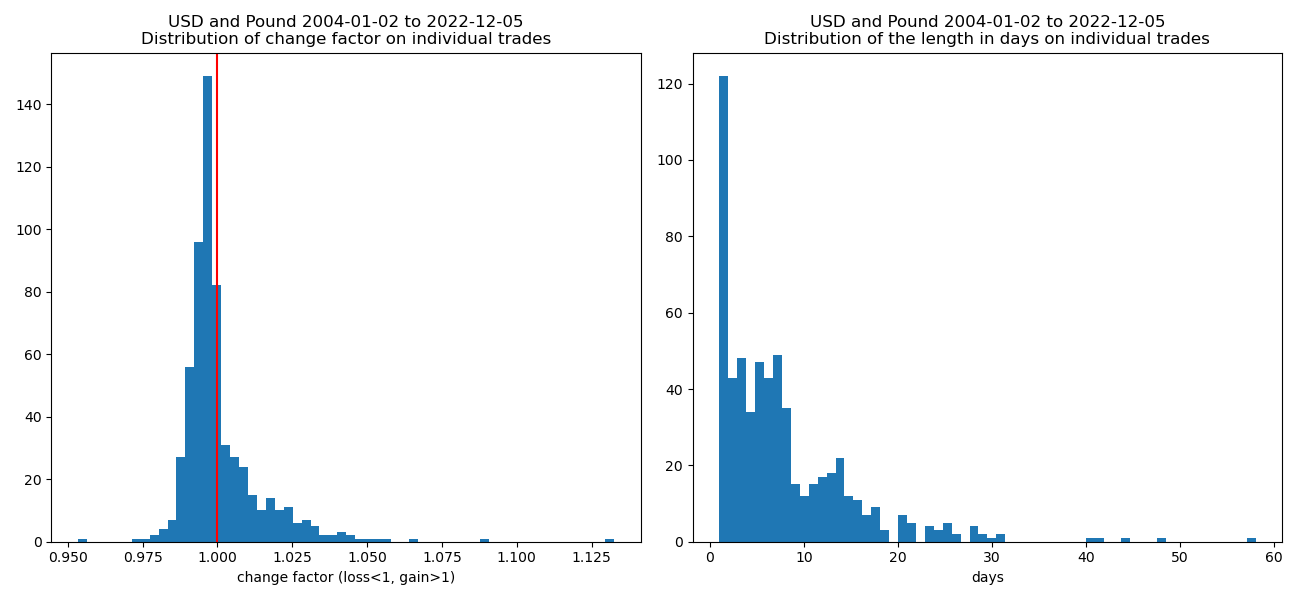 USD and Pound 2004-01-02 to 2022-12-05
Distribution of change factor on individual trades
140
120
100
80
60
40
20
0
0.950 0.975 1.000 1.025 1.050 1.075 1.100 1.125
change factor (loss<1, gain>1)
USD and Pound 2004-01-02 to 2022-12-05
Distribution of the length in days on individual trades
120
100
80
60
40
20
0
0 10 20 30 40 50 60
days